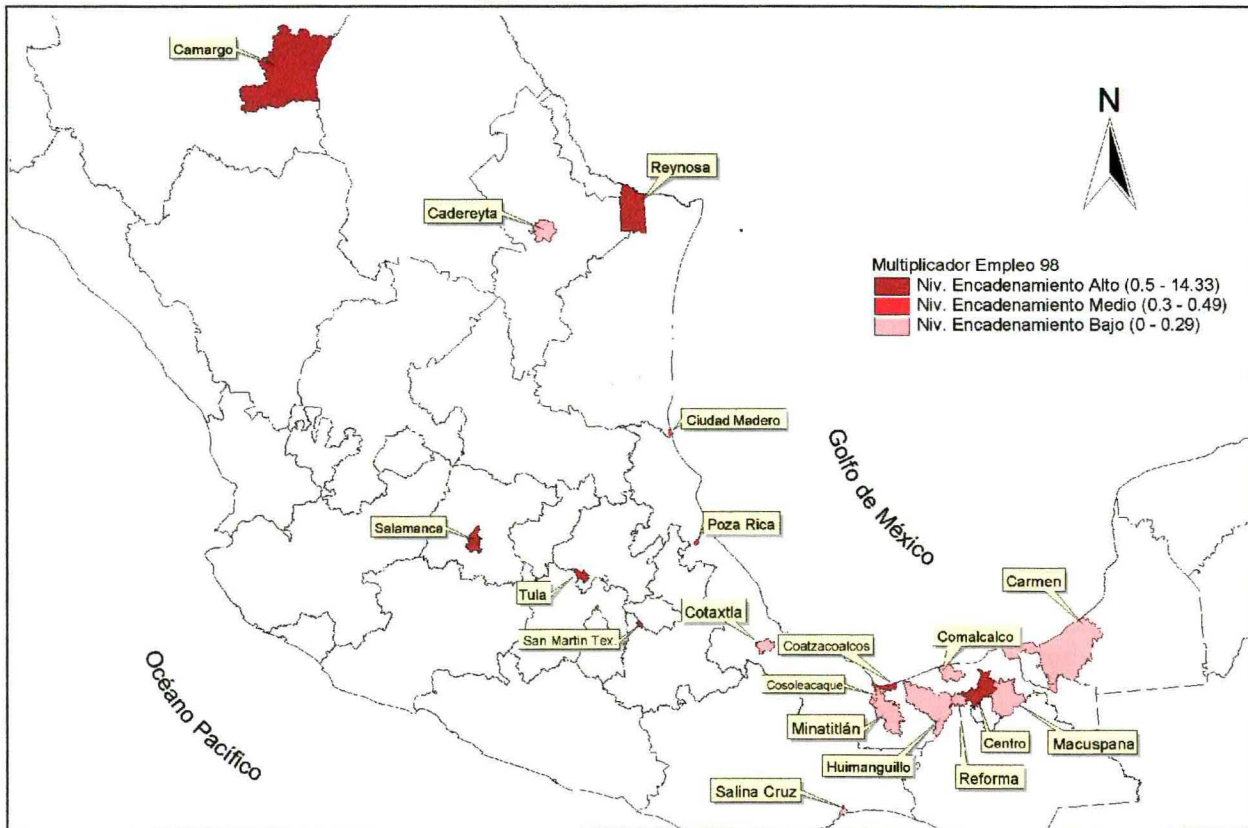 Camargo
N
Reynosa
Cadereyta
Multiplicador Empleo 98
Niv. Encadenamiento Alto (0.5 - 14.33)
Niv. Encadenamiento Medio (0.3 - 0.49)
Niv. Encadenamiento Bajo (0 - 0.29)
Ciudad Madero
Golfo de México
Salamanca
Poza Rica
Tula
Carmen
Cotaxtla
San Martin Tex.
Coatzacoalcos
Comalcalco
Océano Pacífico
Cosoleacaque
Minatitlán
Centro
Macuspana
Huimanguillo
Reforma
Salina Cruz